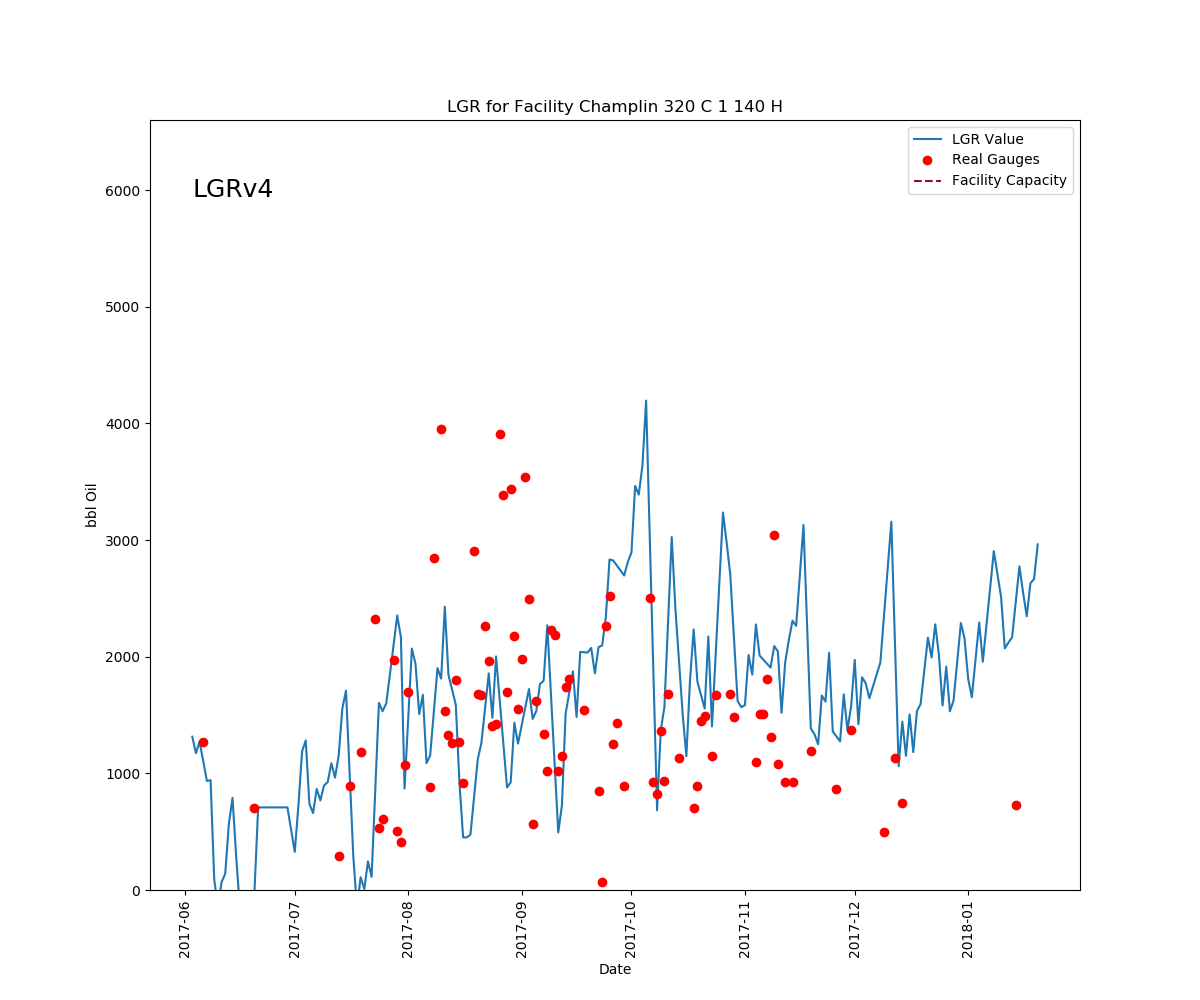 LGR for Facility Champlin 320 C 1 140 H
LGRv4
LGR Value
Real Gauges
Facility Capacity
6000
5000
4000
3000
2000
1000
0
bbl Oil
2017-06
2017-07
2017-08
2017-09
2017-10
2017-11
2017-12
2018-01
Date